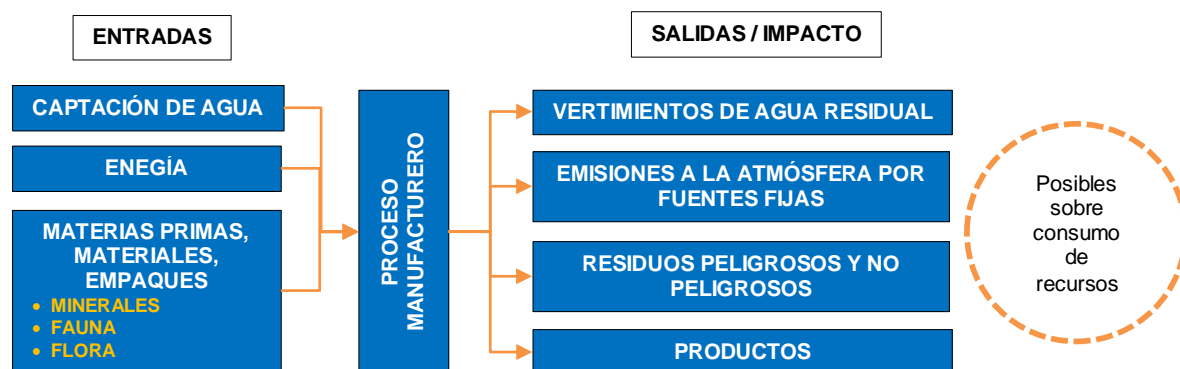 ENTRADAS
SALIDAS / IMPACTO
CAPTACIÓN DE AGUA
ENEGÍA
MATERIAS PRIMAS,
MATERIALES,
EMPAQUES
• MINERALES
• FAUNA
• FLORA
PROCESO
MANUFACTURERO
VERTIMIENTOS DE AGUA RESIDUAL
EMISIONES A LA ATMÓSFERA POR
FUENTES FIJAS
RESIDUOS PELIGROSOS Y NO
PELIGROSOS
PRODUCTOS
Posibles
sobre
consumo
de
recursos